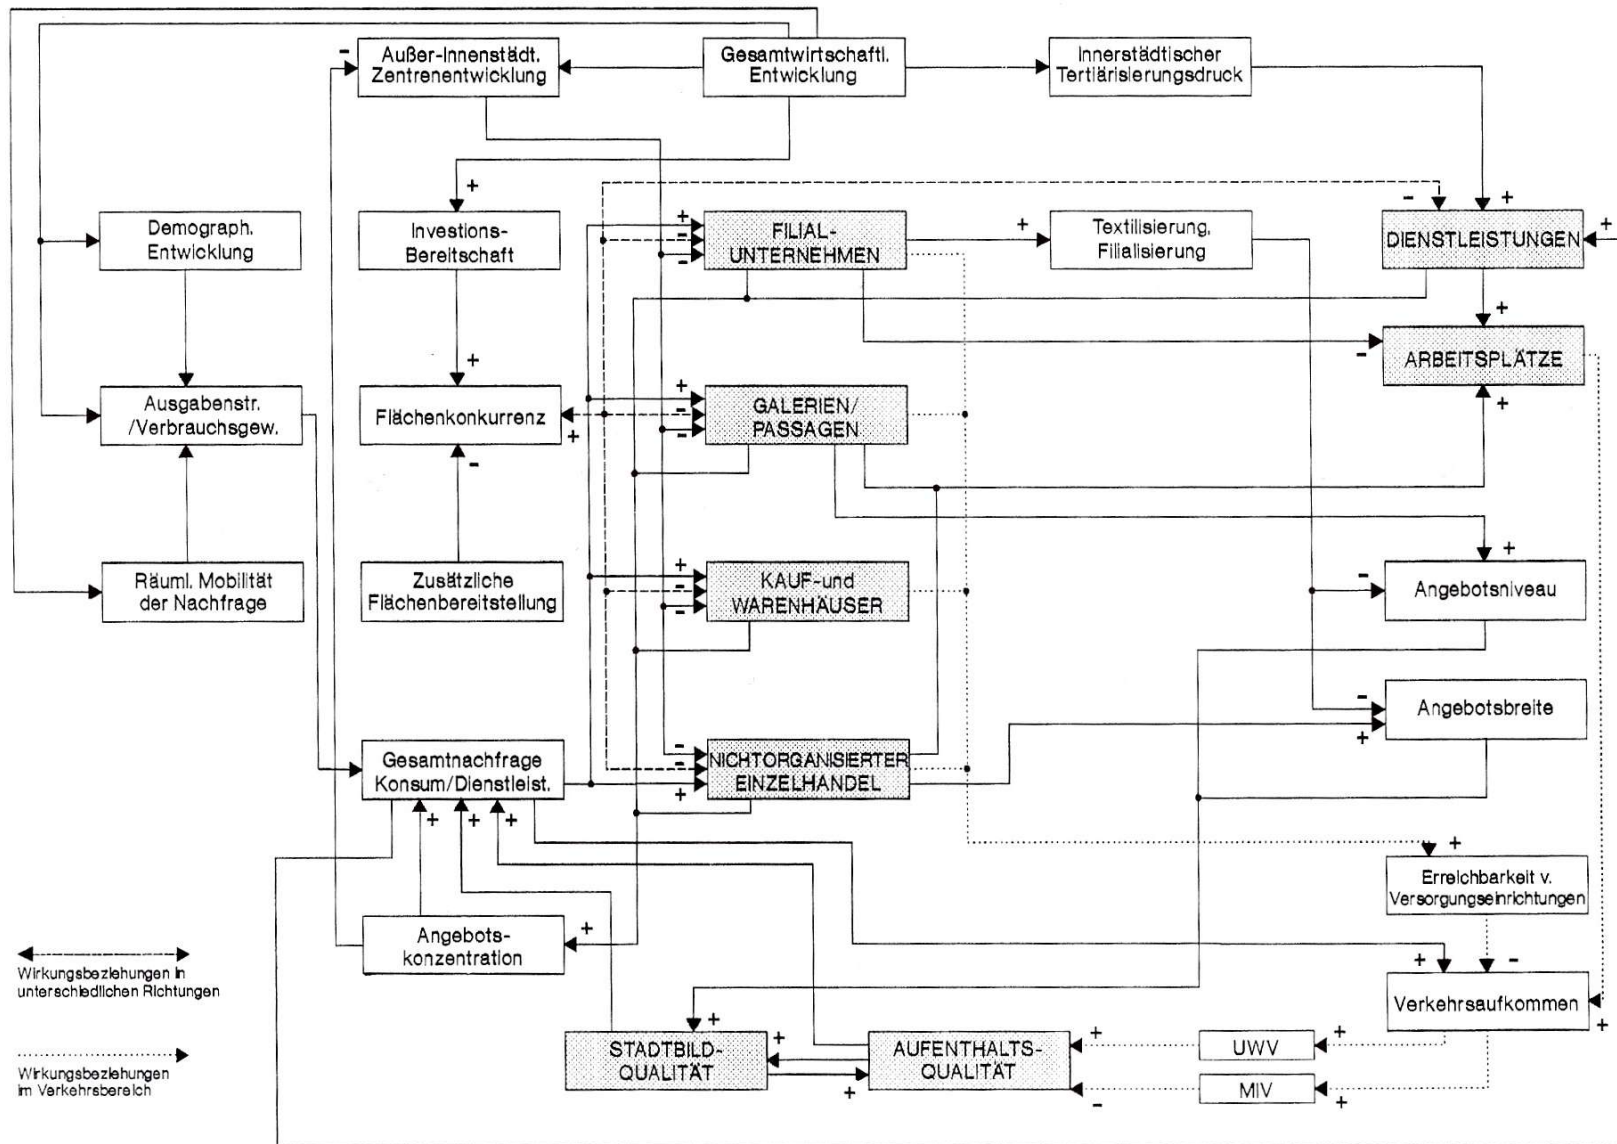 Außer-Innenstädt.
Zentrenentwicklung
Gesamtwirtschaftl.
Entwicklung
Innerstädtischer
Tertiärisierungsdruck
-
+
+
-
+
+
-
-
+
Demograph.
Entwicklung
Investions-
Bereitschaft
FILIAL-
UNTERNEHMEN
Textilisierung,
Filialisierung
DIENSTLEISTUNGEN
+
+
-
ARBEITSPLÄTZE
+
+
-
-
+
Ausgabenstr.
/Verbrauchsgew.
Flächenkonkurrenz
GALERIEN/
PASSAGEN
+
-
+
+
-
-
-
Räuml. Mobilität
der Nachfrage
Zusätzliche
Flächenbereitstellung
KAUF-und
WARENHÄUSER
Angebotsniveau
-
+
Angebotsbreite
-
-
+
Gesamtnachfrage
Konsum/Dienstleist.
NICHTORGANISIERTER
EINZELHANDEL
+
+
+
+
Erreichbarkeit v.
Versorgungseinrichtungen
Angebots-
konzentration
+
+
-
Wirkungsbeziehungen in
unterschiedlichen Richtungen
Verkehrsaufkommen
+
+
+
+
+
STADTBILD-
QUALITÄT
AUFENTHALTS-
QUALITÄT
UWV
Wirkungsbeziehungen
im Verkehrsbereich
MIV
+
-
+